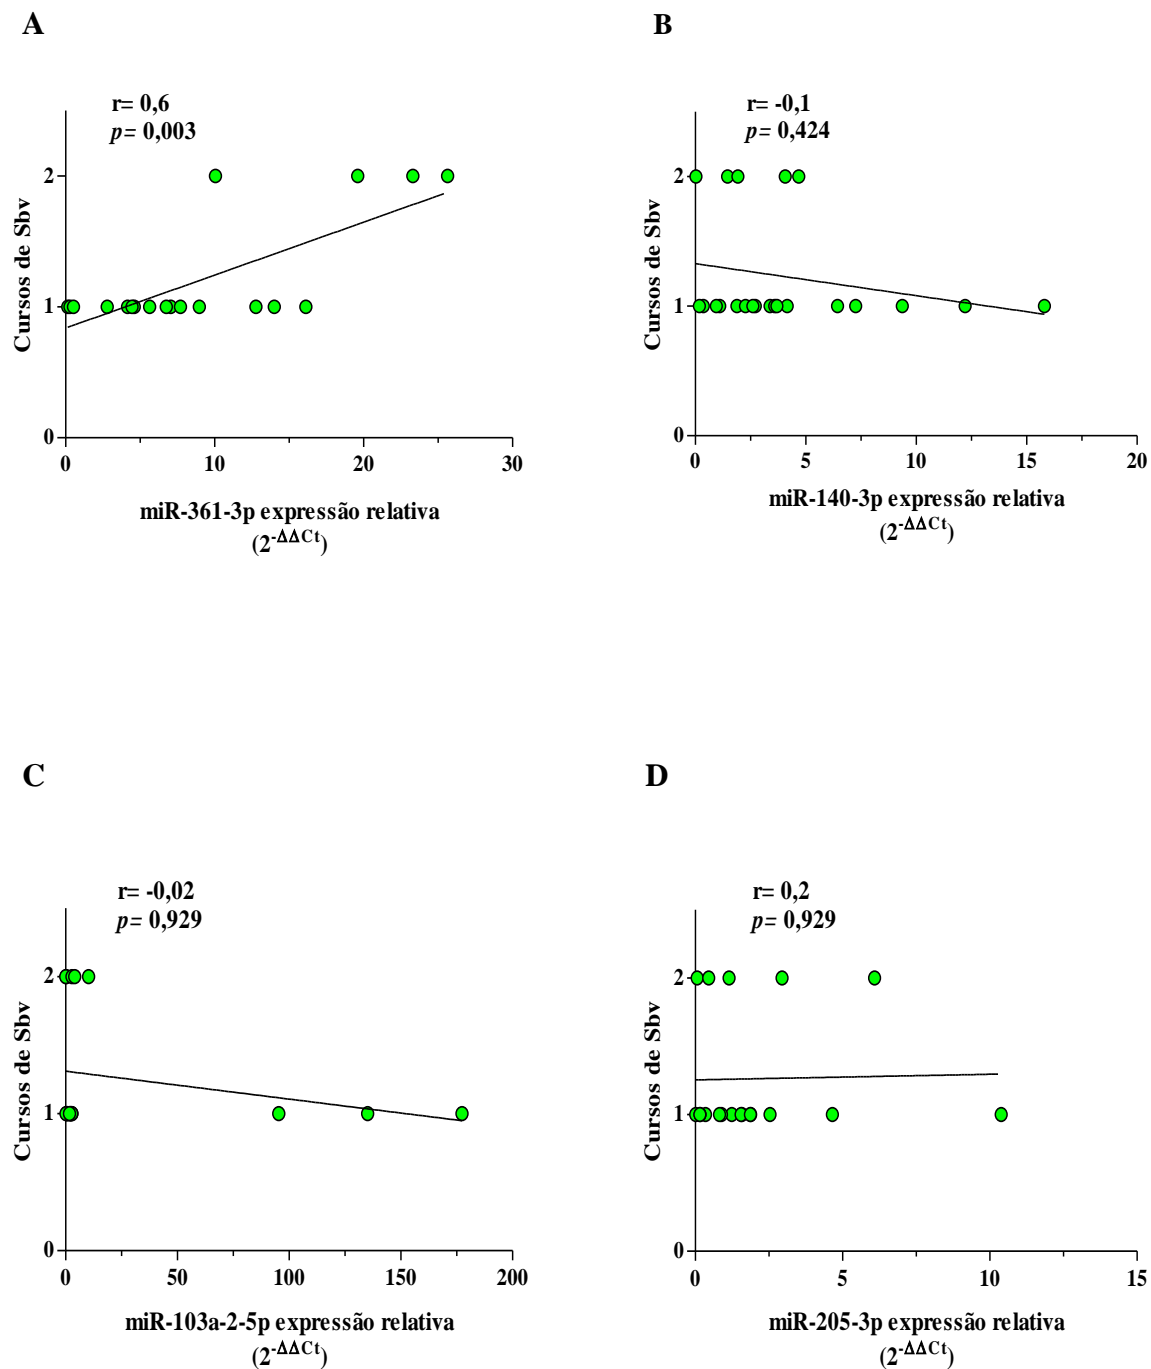 A
r= 0,6
p= 0,003
Cursos de Sbv
2
1
0
0 10 20 30
miR-361-3p expressão relativa
(2^-ΔΔCt)
B
r= -0,1
p= 0,424
Cursos de Sbv
2
1
0
0 5 10 15 20
miR-140-3p expressão relativa
(2^-ΔΔCt)
C
r= -0,02
p= 0,929
Cursos de Sbv
2
1
0
0 50 100 150 200
miR-103a-2-5p expressão relativa
(2^-ΔΔCt)
D
r= 0,2
p= 0,929
Cursos de Sbv
2
1
0
0 5 10 15
miR-205-3p expressão relativa
(2^-ΔΔCt)